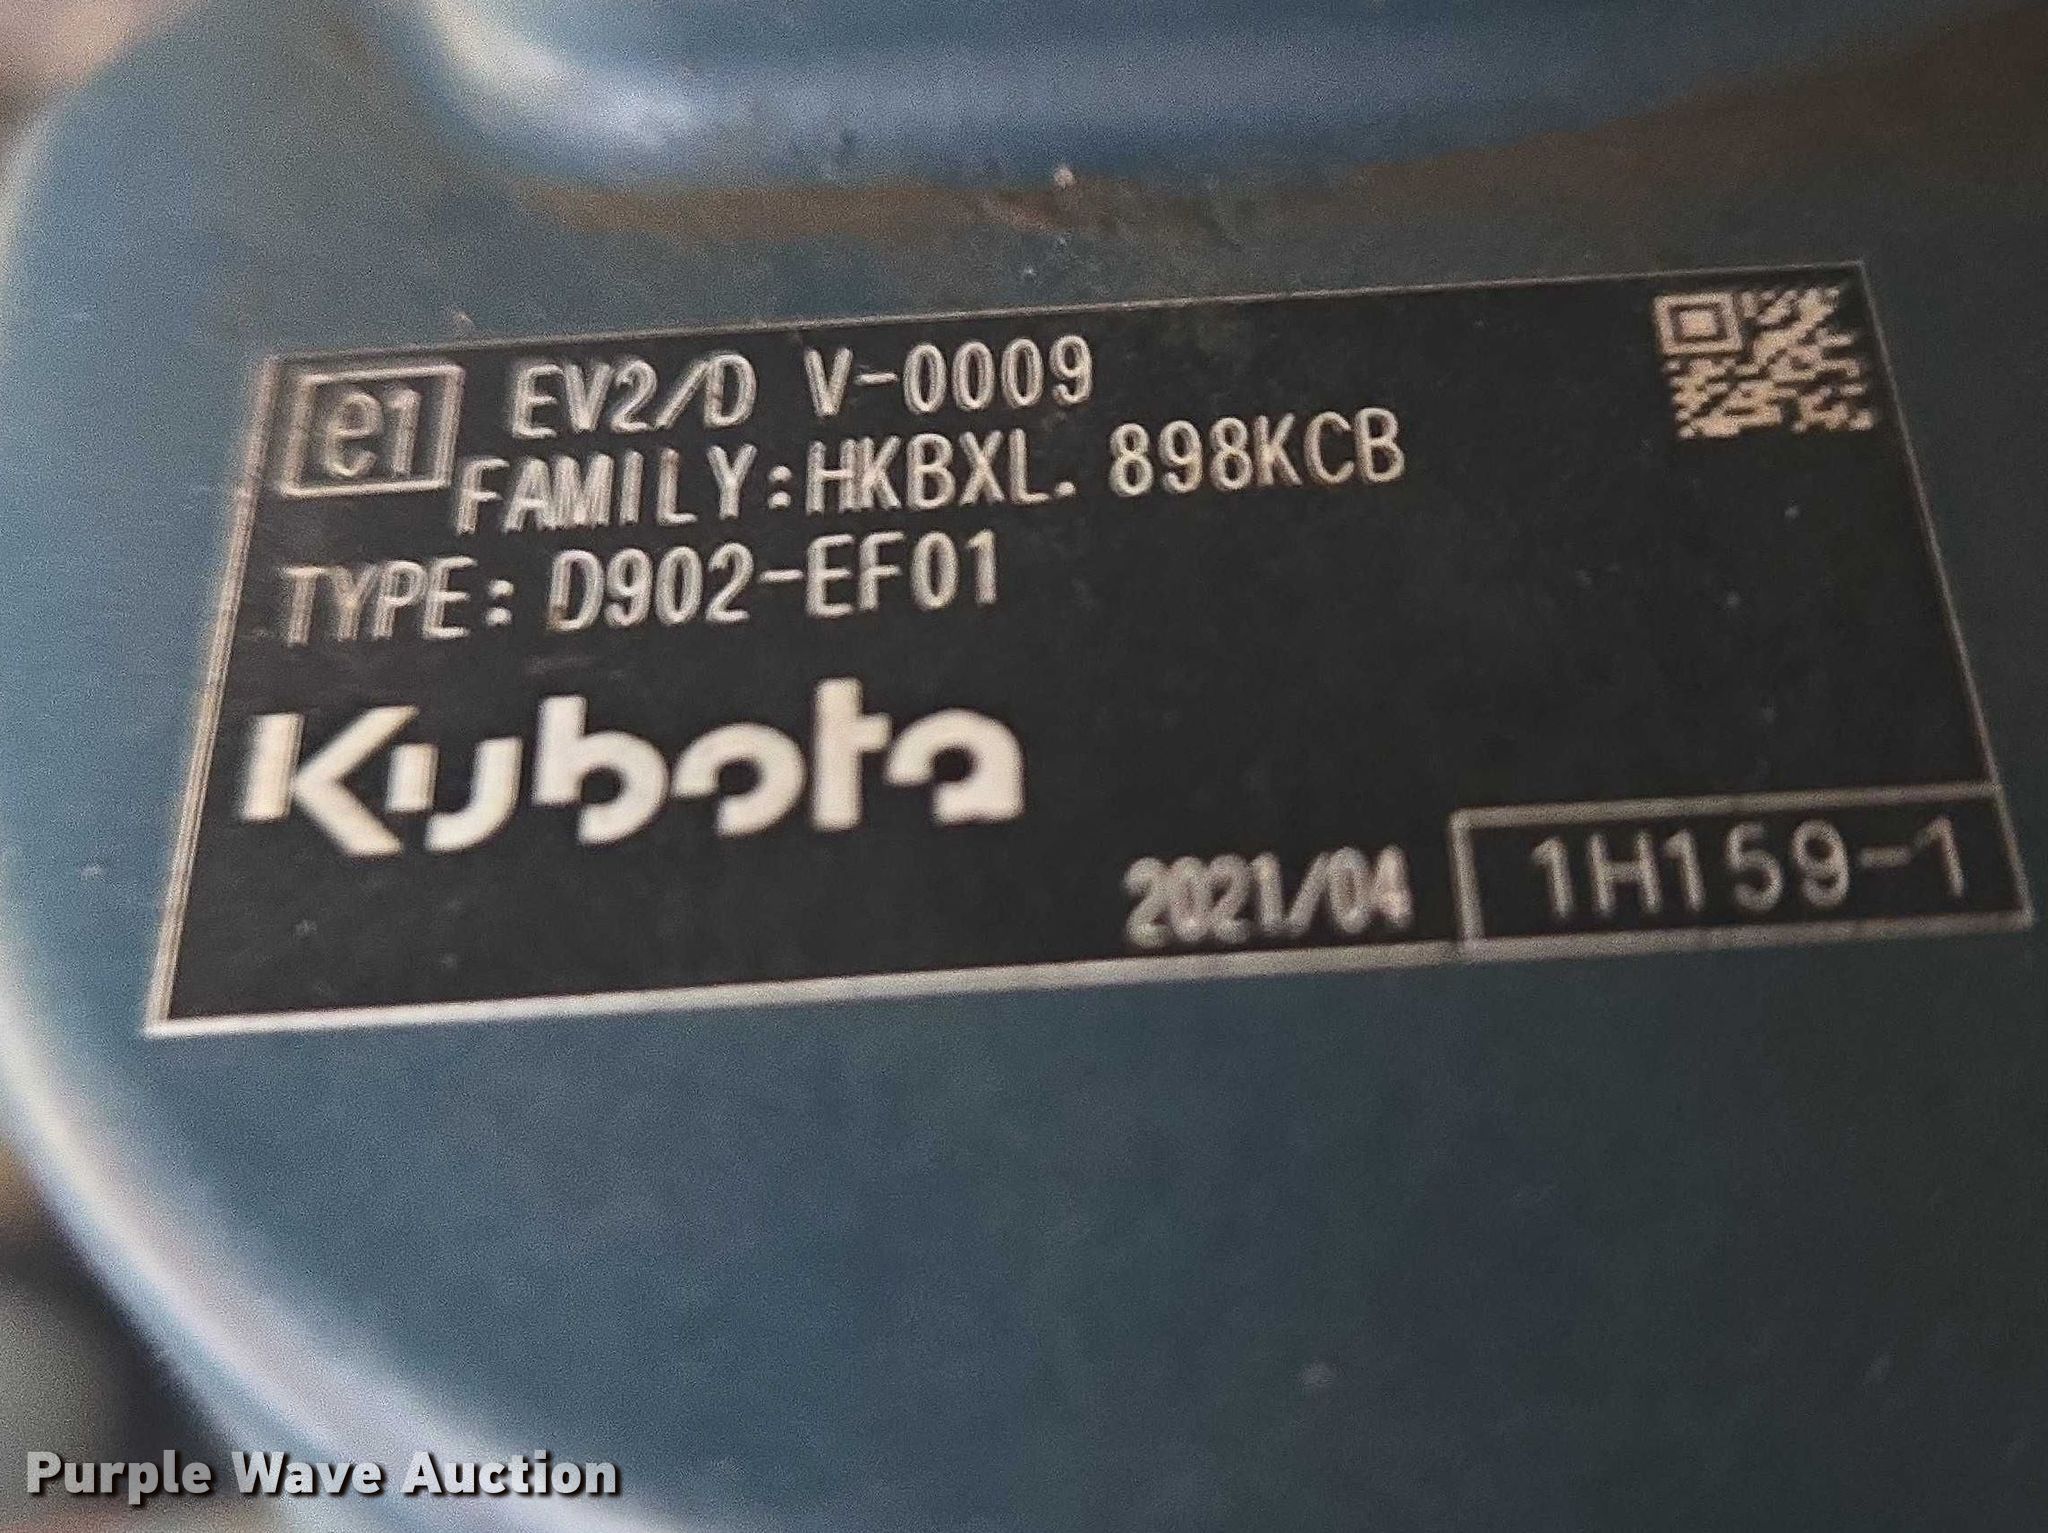 e1 EV2/D V-0009
FAMILY:HKBXL.898KCB
TYPE: D902-EF01
Kubota
2021/04
1H159-1
Purple Wave Auction